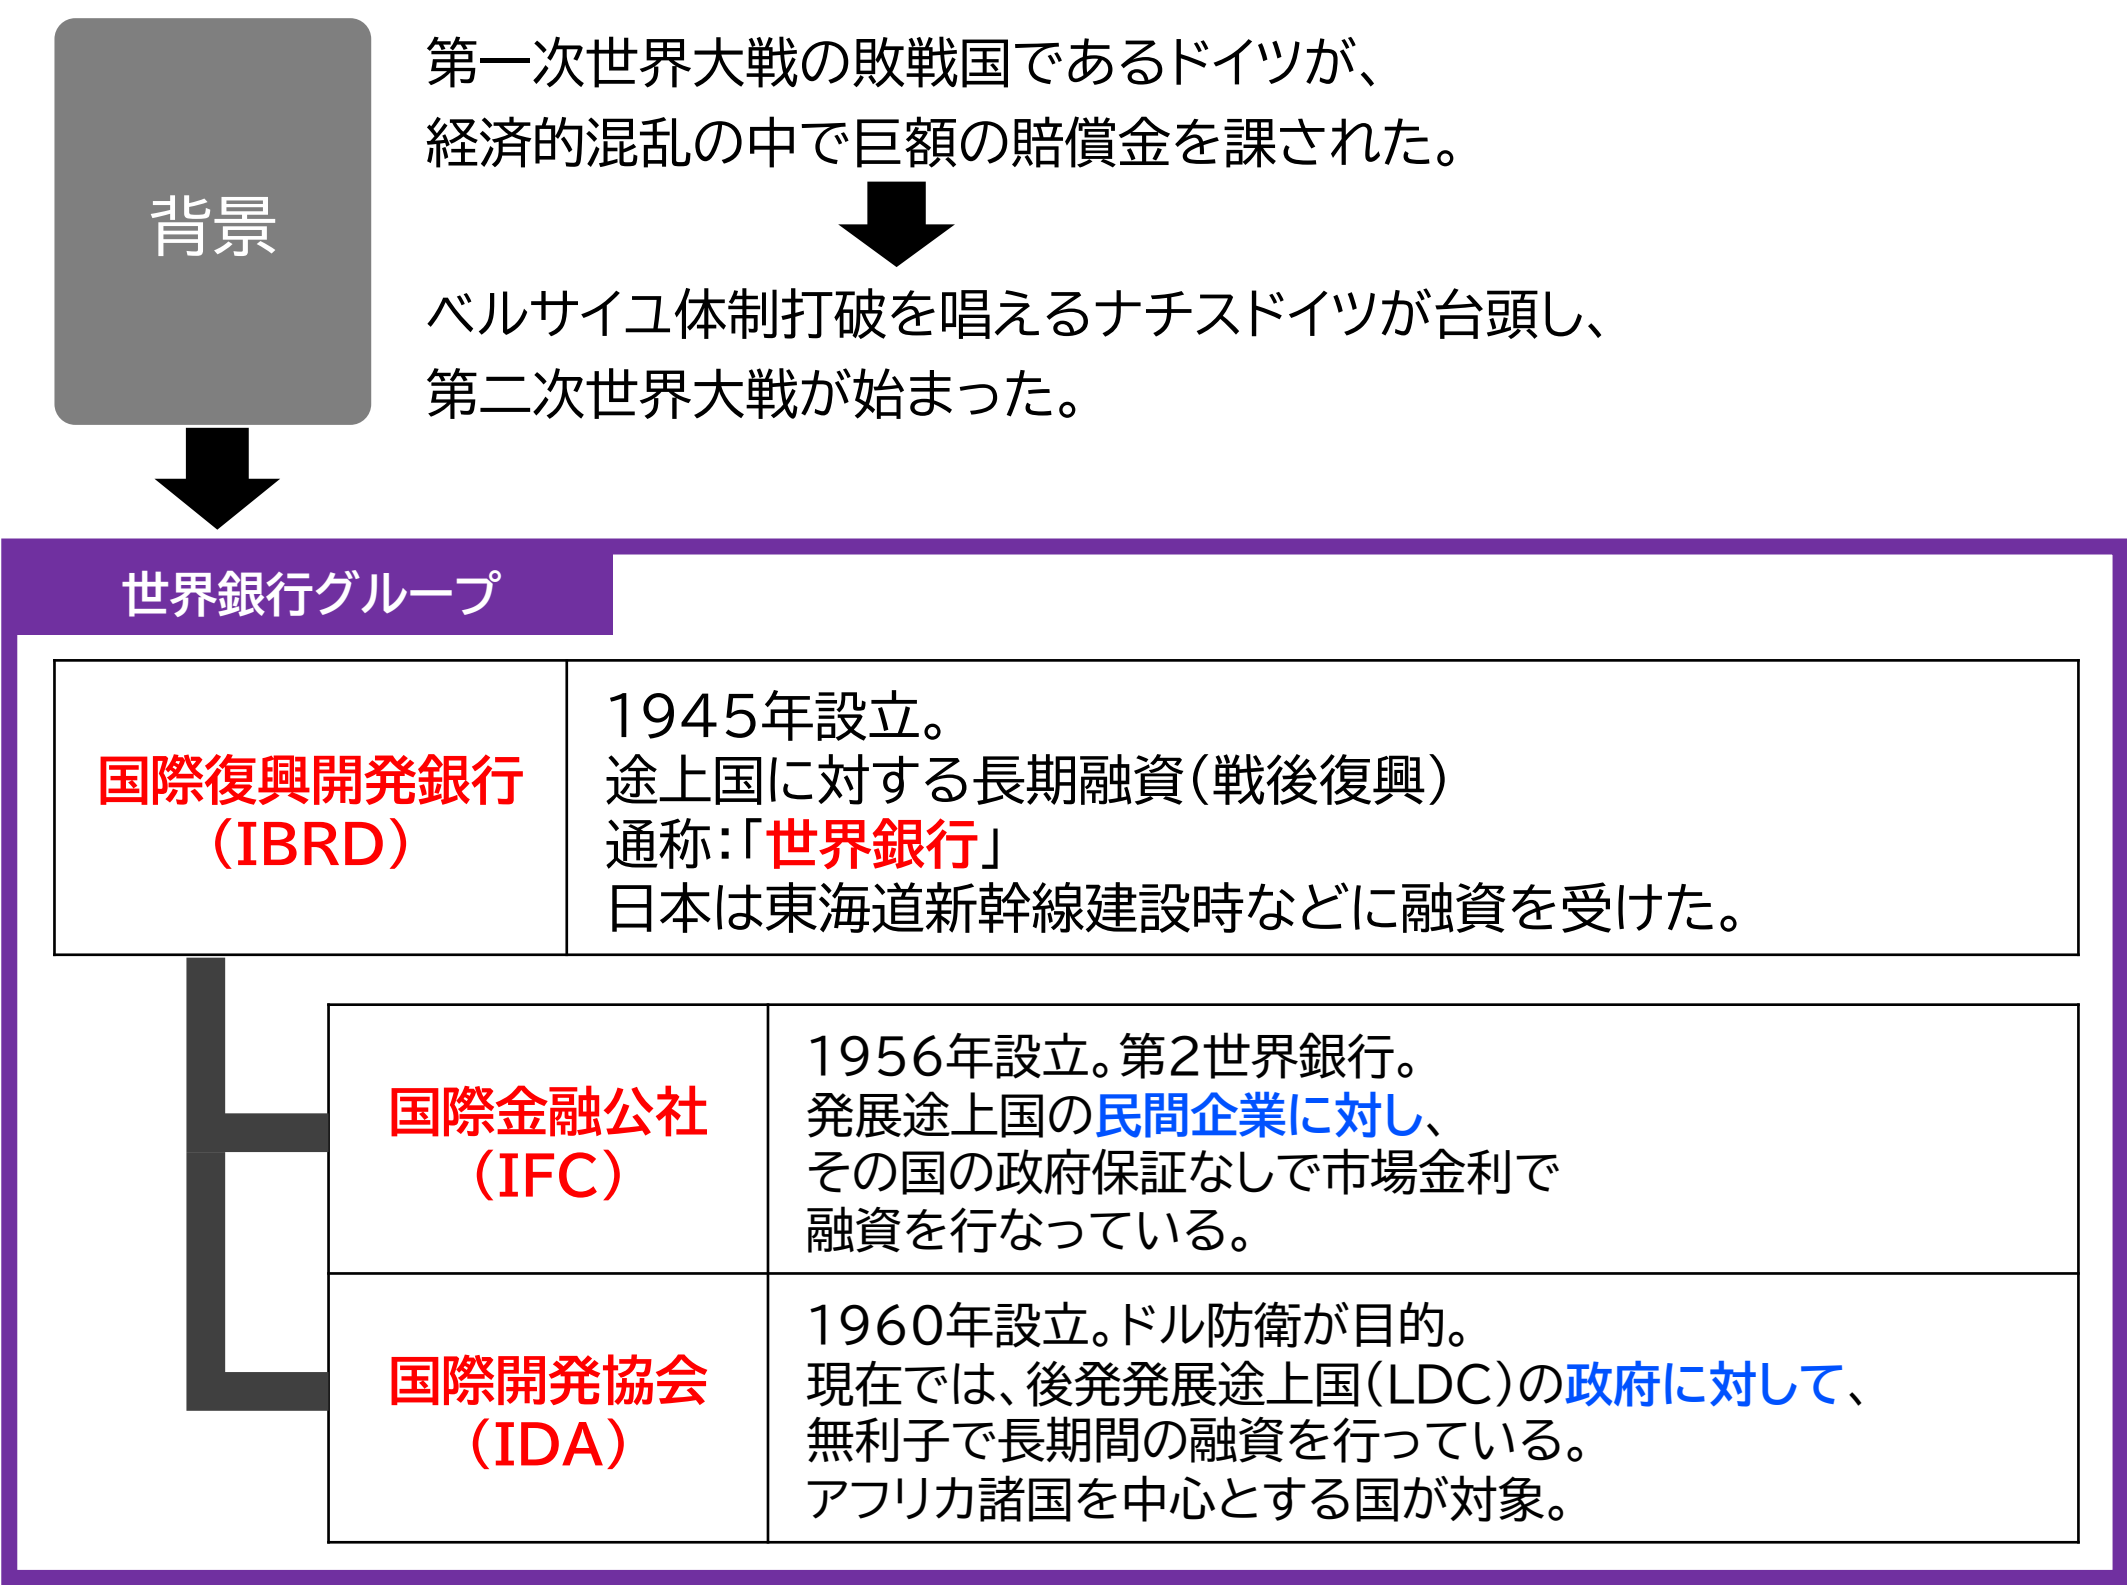 第一次世界大戦の敗戦国であるドイツが、
経済的混乱の中で巨額の賠償金を課された。
背景
ベルサイユ体制打破を唱えるナチスドイツが台頭し、
第二次世界大戦が始まった。
世界銀行グループ
国際復興開発銀行
（IBRD）
1945年設立。
途上国に対する長期融資（戦後復興）
通称：「世界銀行」
日本は東海道新幹線建設時などに融資を受けた。
国際金融公社
（IFC）
1956年設立。第2世界銀行。
発展途上国の民間企業に対し、
その国の政府保証なしで市場金利で
融資を行なっている。
国際開発協会
（IDA）
1960年設立。ドル防衛が目的。
現在では、後発発展途上国（LDC）の政府に対して、
無利子で長期間の融資を行っている。
アフリカ諸国を中心とする国が対象。